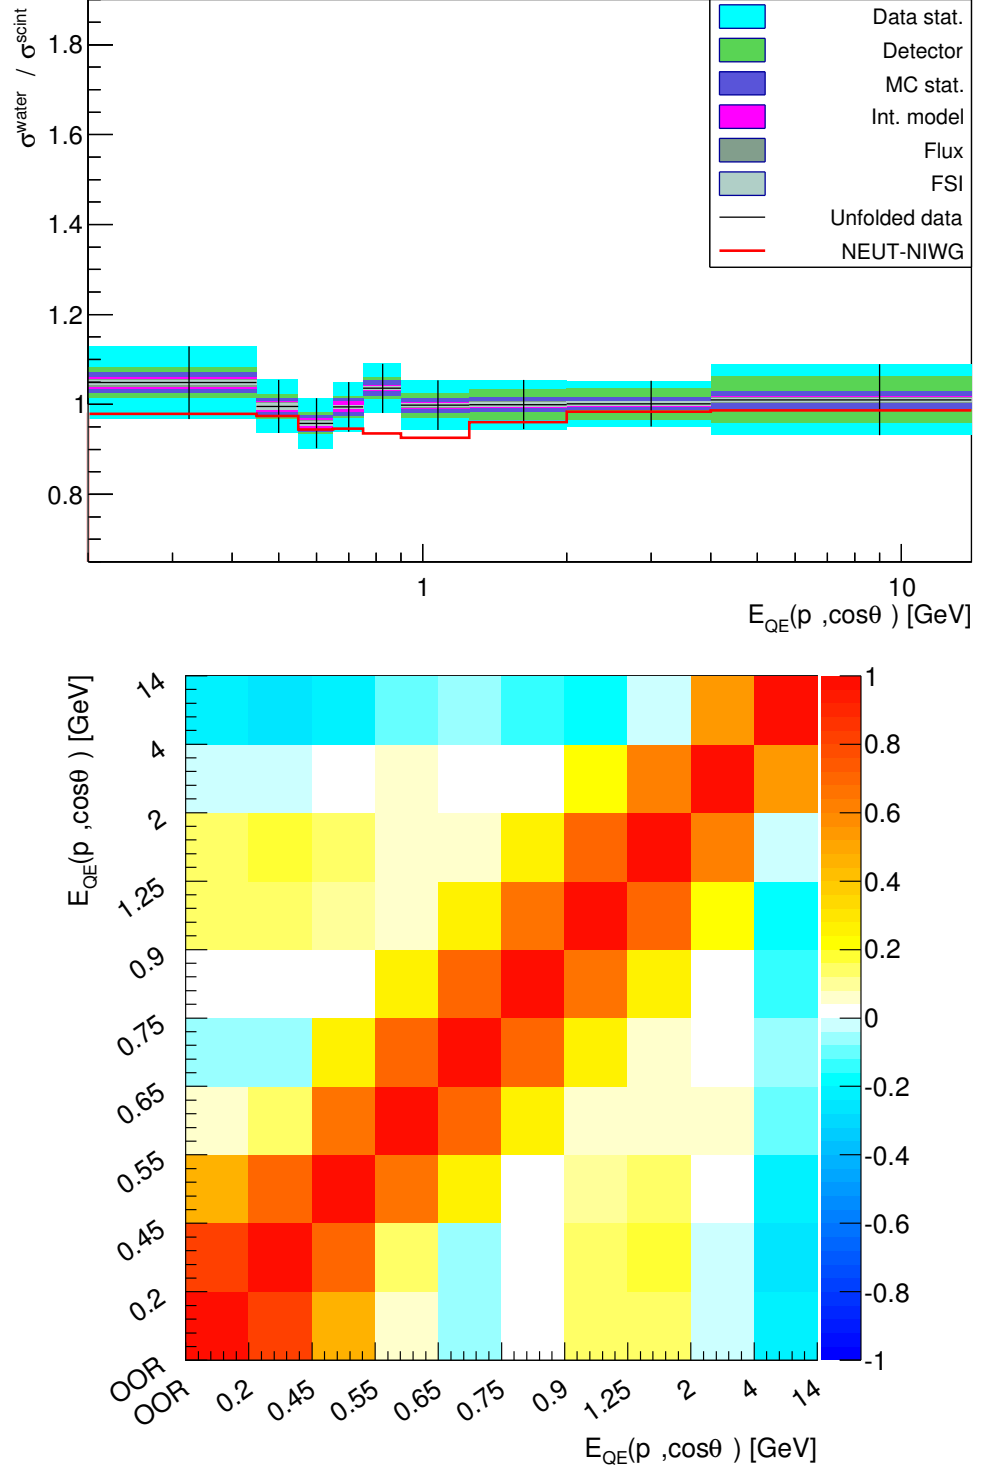 σ^water / σ^scint
1.8
1.6
1.4
1.2
1
0.8
Data stat.
Detector
MC stat.
Int. model
Flux
FSI
Unfolded data
NEUT-NIWG
1
10
E_QE(p ,cosθ ) [GeV]
E_QE(p ,cosθ ) [GeV]
14
4
2
1.25
0.9
0.75
0.65
0.55
0.45
0.2
OOR
OOR
0.2
0.45
0.55
0.65
0.75
0.9
1.25
2
4
14
E_QE(p ,cosθ ) [GeV]
1
0.8
0.6
0.4
0.2
0
-0.2
-0.4
-0.6
-0.8
-1